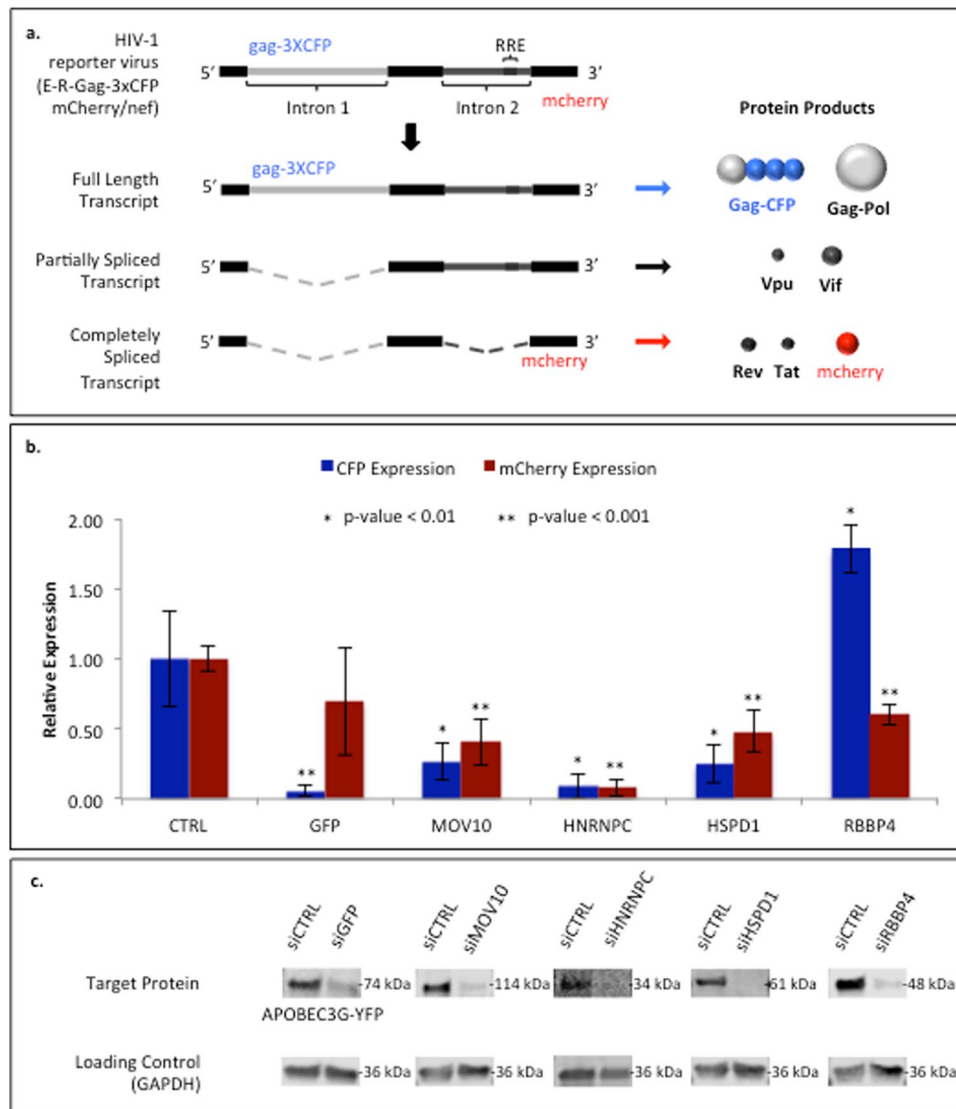 a.
HIV-1
reporter virus
(E-R-Gag-3xCFP
mCherry/nef)
gag-3XCFP
RRE
5′
3′
mcherry
Intron 1
Intron 2
Protein Products
Full Length
Transcript
gag-3XCFP
5′
3′
Gag-CFP
Gag-Pol
Partially Spliced
Transcript
5′
3′
Vpu
Vif
Completely
Spliced
Transcript
5′
3′
mcherry
Rev
Tat
mcherry
b.
CFP Expression
mCherry Expression
* p-value < 0.01
** p-value < 0.001
Relative Expression
2.00
1.50
1.00
0.50
0.00
**
*
**
*
**
*
**
*
**
CTRL
GFP
MOV10
HNRNPC
HSPD1
RBBP4
c.
siCTRL
siGFP
siCTRL
siMOV10
siCTRL
siHNRNPC
siCTRL
siHSPD1
siCTRL
siRBBP4
Target Protein
-74 kDa
-114 kDa
-34 kDa
-61 kDa
-48 kDa
APOBEC3G-YFP
Loading Control
(GAPDH)
-36 kDa
-36 kDa
-36 kDa
-36 kDa
-36 kDa